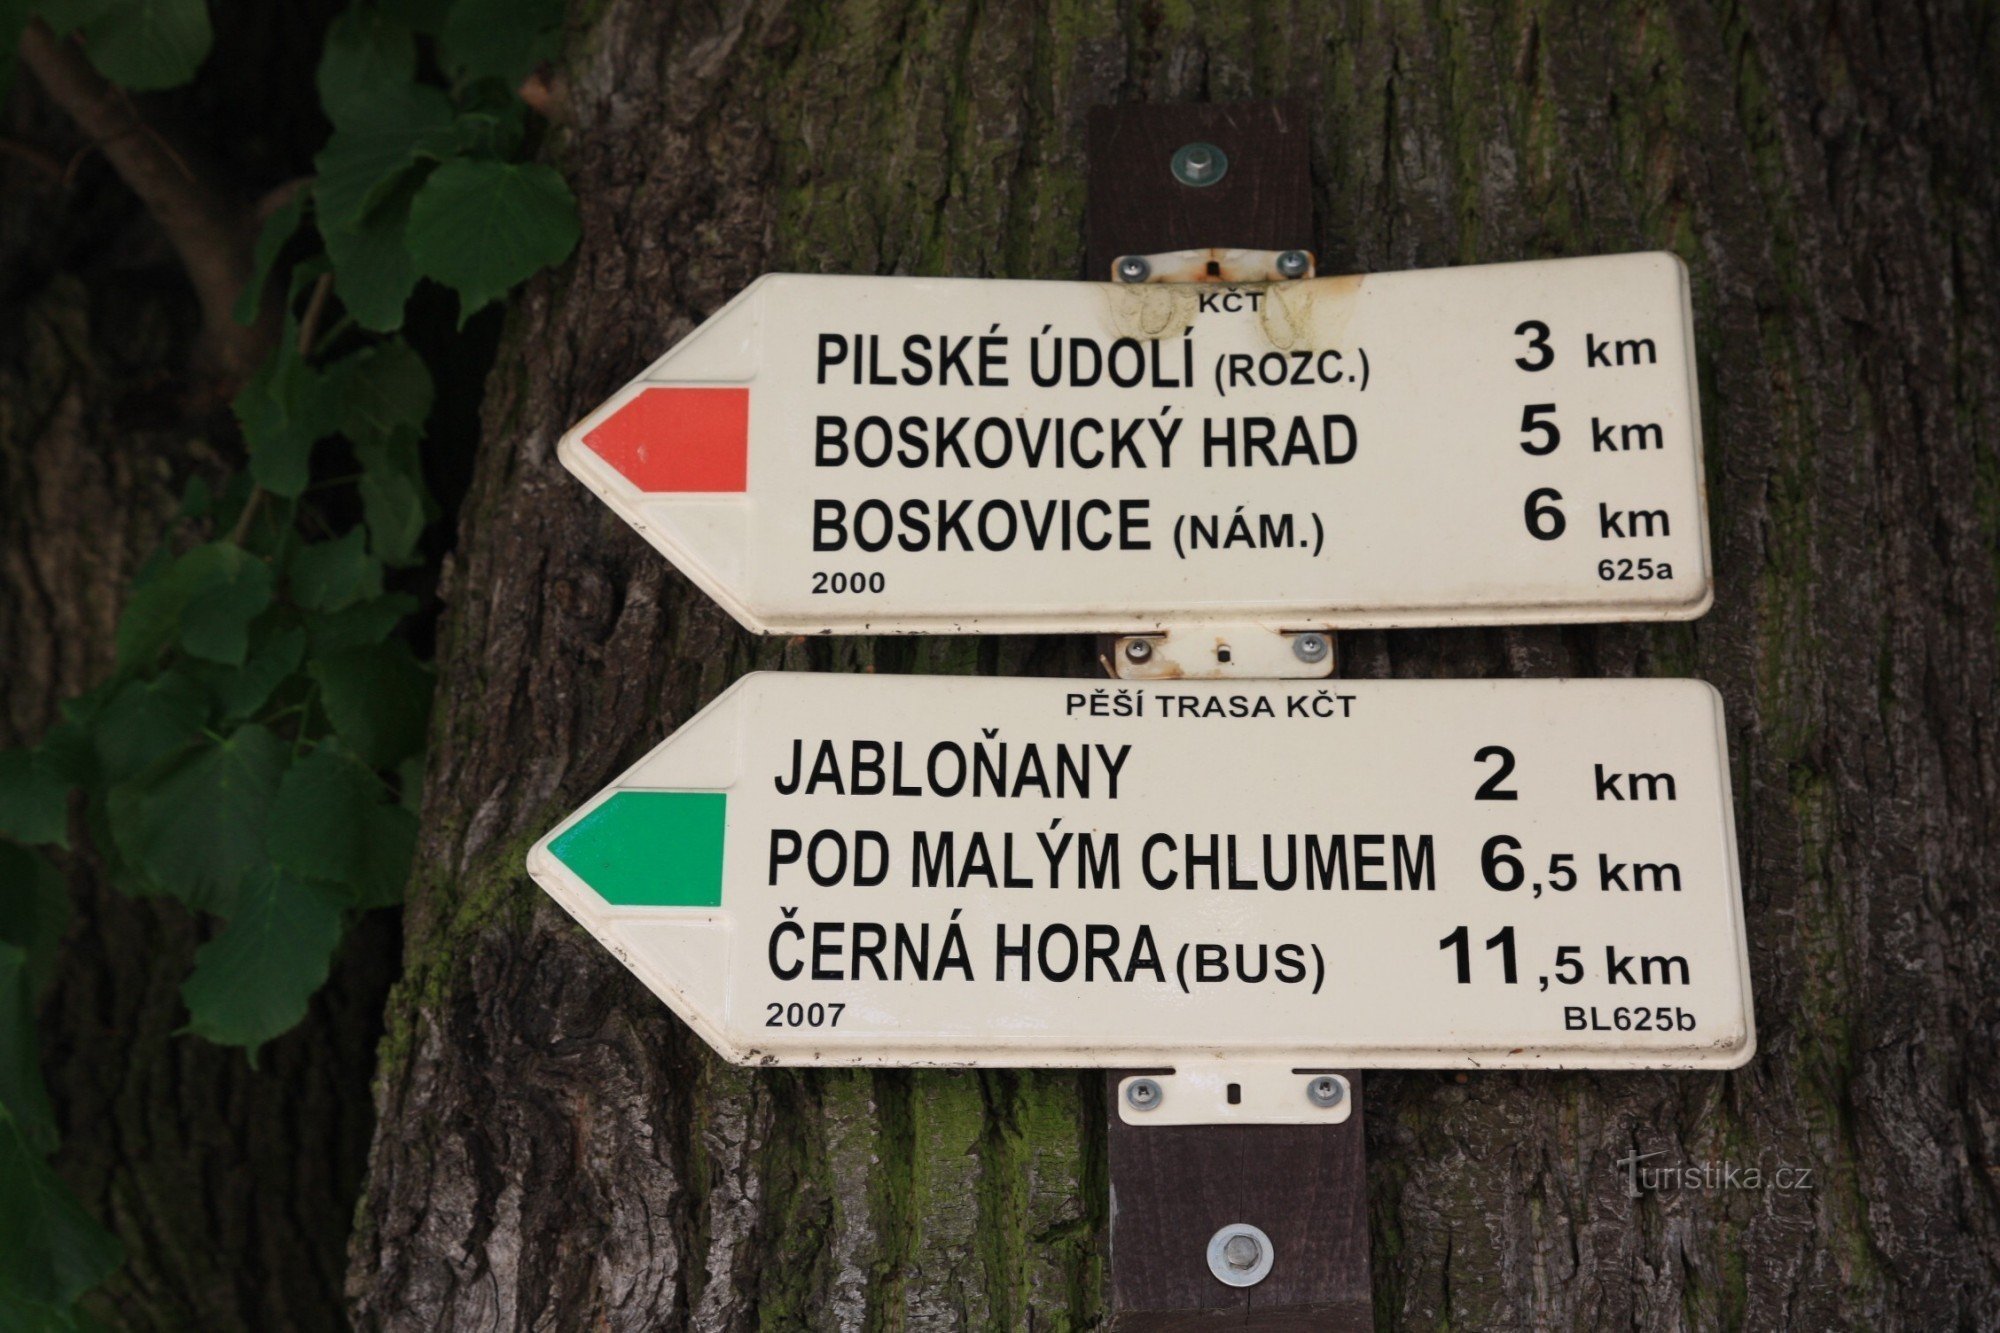 KČT
PILSKÉ ÚDOLÍ (ROZC.) 3 km
BOSKOVICKÝ HRAD 5 km
BOSKOVICE (NÁM.) 6 km
2000 625a
PĚŠÍ TRASA KČT
JABLOŇANY 2 km
POD MALÝM CHLUMEM 6,5 km
ČERNÁ HORA (BUS) 11,5 km
2007 BL625b
Turistika.cz